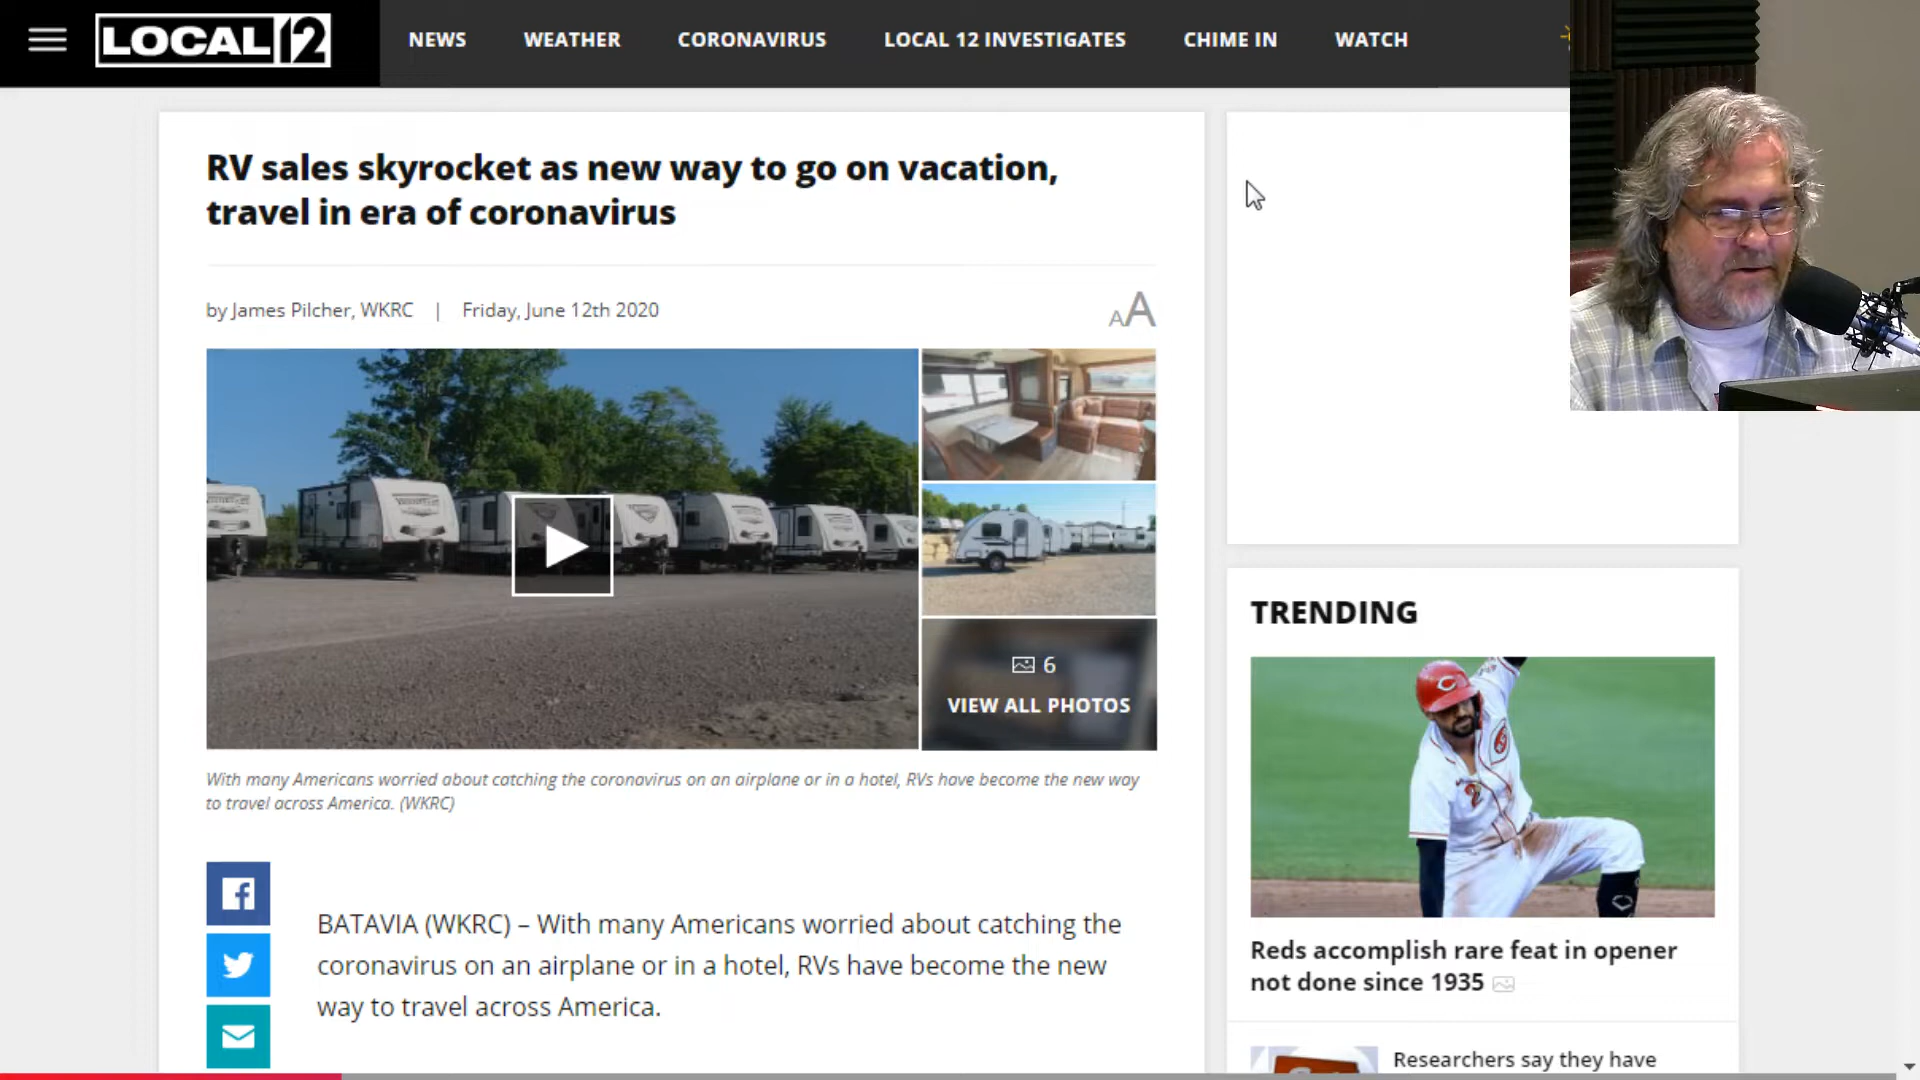 LOCAL 12
NEWS
WEATHER
CORONAVIRUS
LOCAL 12 INVESTIGATES
CHIME IN
WATCH
RV sales skyrocket as new way to go on vacation,
travel in era of coronavirus
by James Pilcher, WKRC | Friday, June 12th 2020
AA
6
VIEW ALL PHOTOS
With many Americans worried about catching the coronavirus on an airplane or in a hotel, RVs have become the new way
to travel across America. (WKRC)
BATAVIA (WKRC) – With many Americans worried about catching the
coronavirus on an airplane or in a hotel, RVs have become the new
way to travel across America.
TRENDING
Reds accomplish rare feat in opener
not done since 1935
Researchers say they have